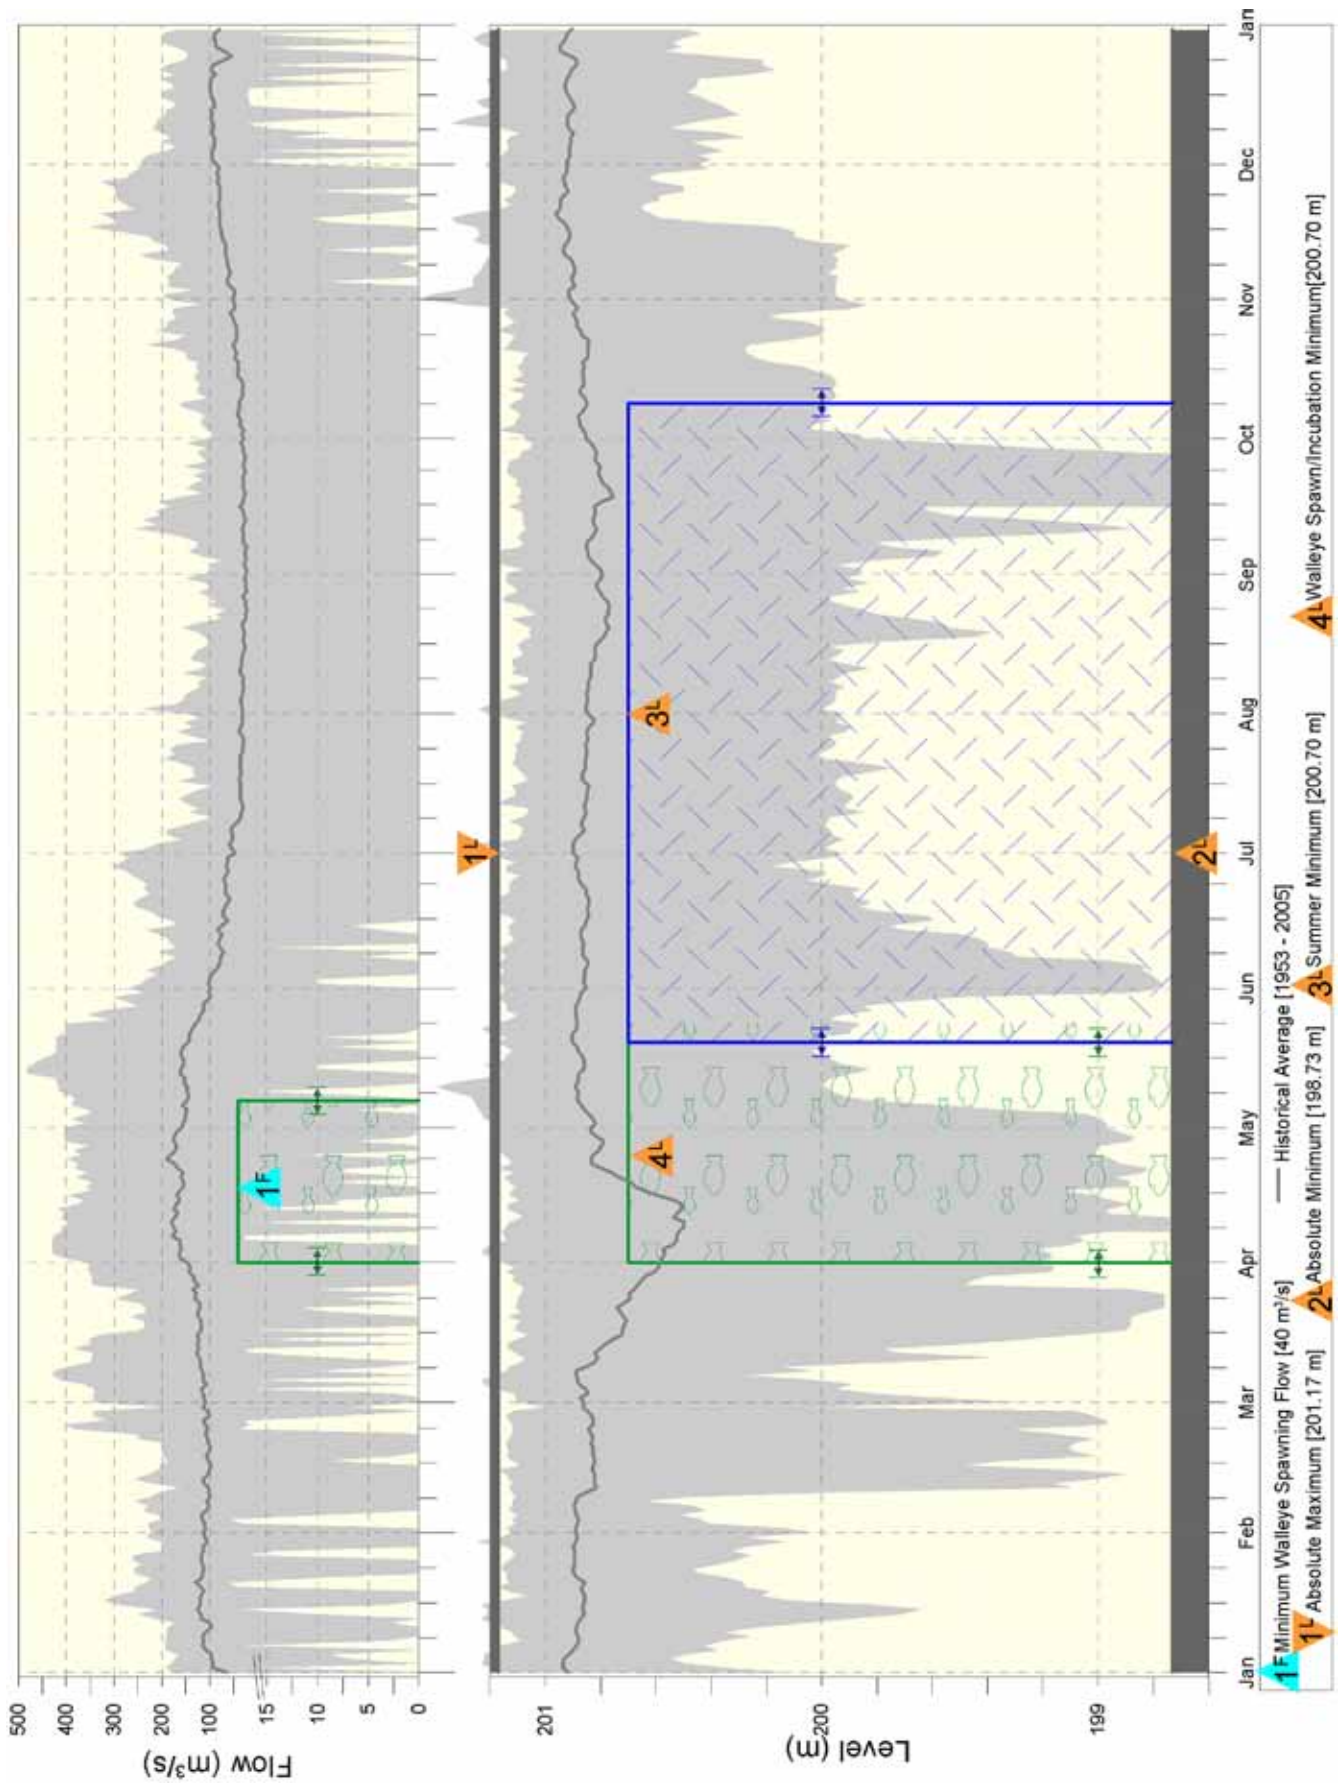 500
400
300
200
100
15
10
5
0
Flow (m³/s)
1F
201
200
199
Level (m)
1L
2L
3L
4L
Jan
Feb
Mar
Apr
May
Jun
Jul
Aug
Sep
Oct
Nov
Dec
Jan
1F Minimum Walleye Spawning Flow [40 m³/s]
Historical Average [1953 - 2005]
1L Absolute Maximum [201.17 m]
2L Absolute Minimum [198.73 m]
3L Summer Minimum [200.70 m]
4L Walleye Spawn/Incubation Minimum[200.70 m]